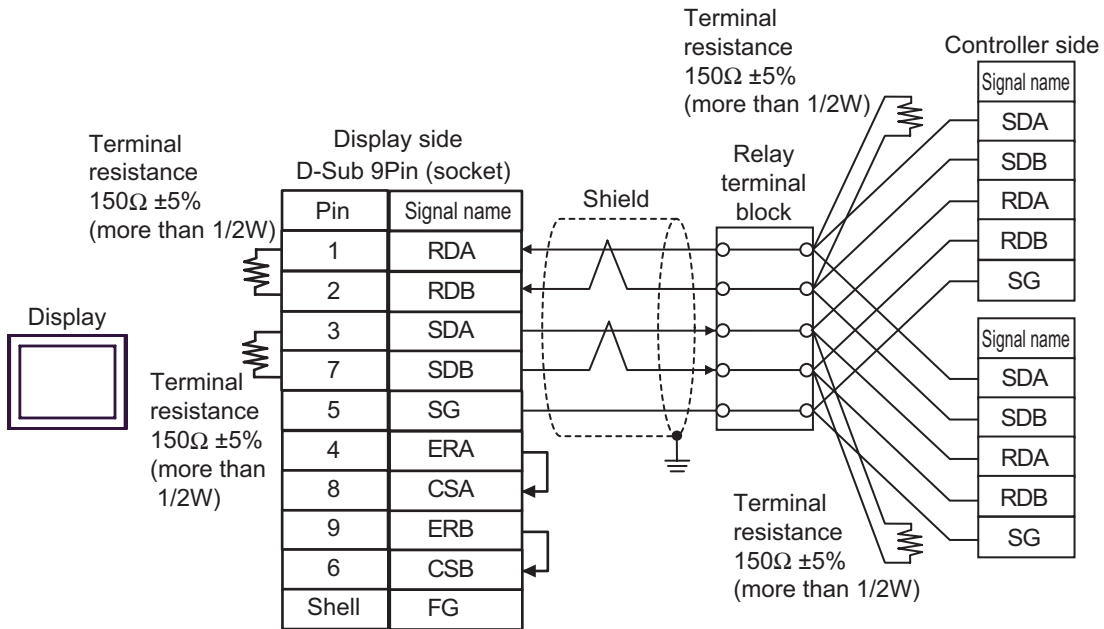 Terminal
resistance
150Ω ±5%
(more than 1/2W)
Controller side
Signal name
SDA
SDB
RDA
RDB
SG
Terminal
resistance
150Ω ±5%
(more than 1/2W)
Display side
D-Sub 9Pin (socket)
Pin Signal name
1 RDA
2 RDB
3 SDA
7 SDB
5 SG
4 ERA
8 CSA
9 ERB
6 CSB
Shell FG
Shield
Relay
terminal
block
Display
Terminal
resistance
150Ω ±5%
(more than
1/2W)
Signal name
SDA
SDB
RDA
RDB
SG
Terminal
resistance
150Ω ±5%
(more than 1/2W)